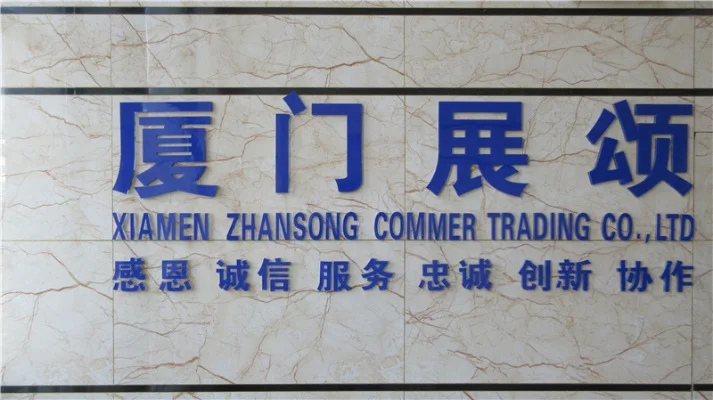 厦门展颂
XIAMEN ZHANSONG COMMER TRADING CO.,LTD
感恩 诚信 服务 忠诚 创新 协作